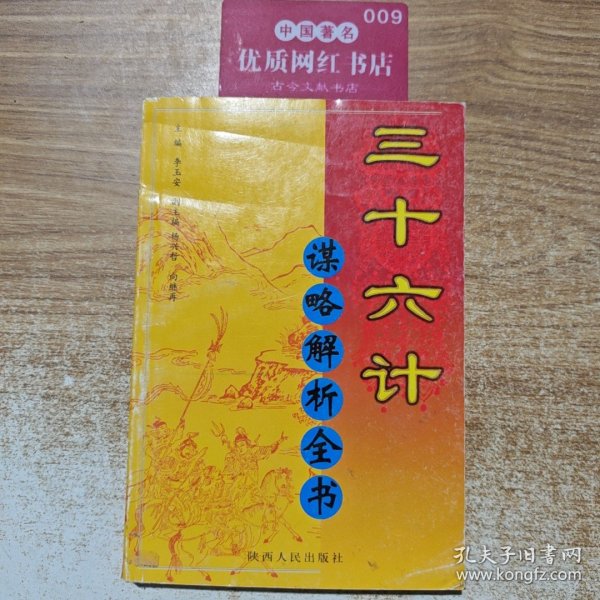 009
中国著名
优质网红书店
古今文献书店
三十六计
谋略解析全书
主编 李玉安 副主编 杨兴哲 向继再
陕西人民出版社
孔夫子旧书网
www.kongfz.com